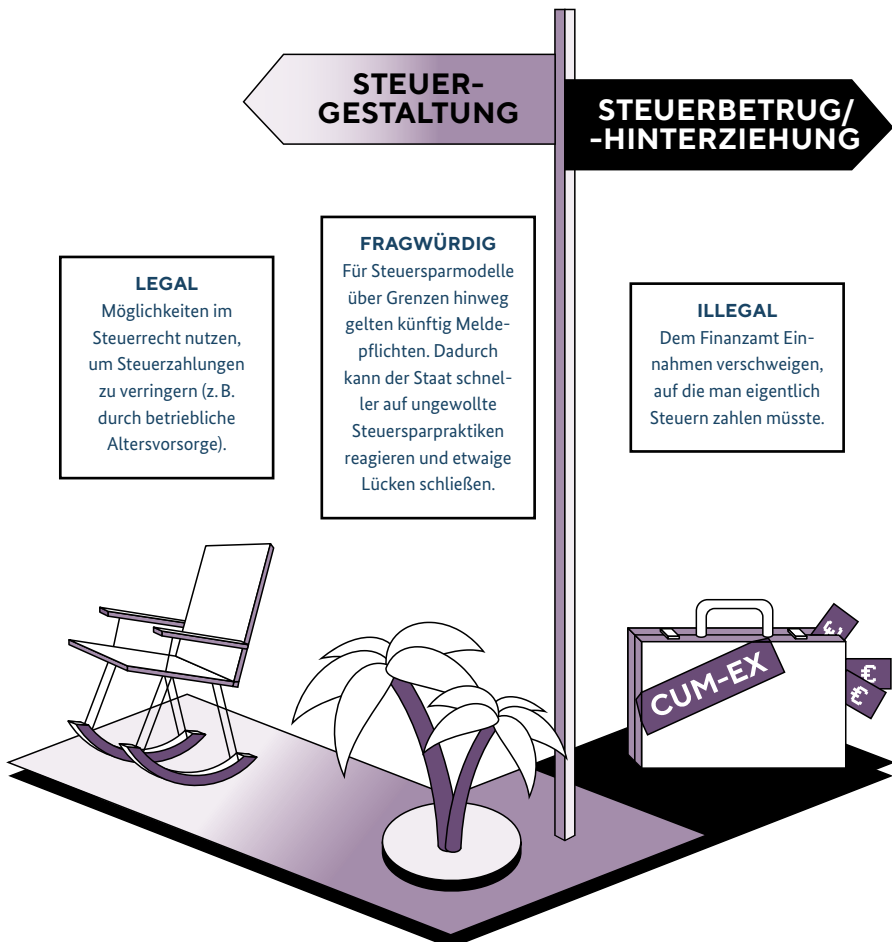 STEUER-
GESTALTUNG
STEUERBETRUG/
-HINTERZIEHUNG
LEGAL
Möglichkeiten im
Steuerrecht nutzen,
um Steuerzahlungen
zu verringern (z. B.
durch betriebliche
Altersvorsorge).
FRAGWÜRDIG
Für Steuersparmodelle
über Grenzen hinweg
gelten künftig Melde-
pflichten. Dadurch
kann der Staat schnel-
ler auf ungewollte
Steuersparpraktiken
reagieren und etwaige
Lücken schließen.
ILLEGAL
Dem Finanzamt Ein-
nahmen verschweigen,
auf die man eigentlich
Steuern zahlen müsste.
CUM-EX
€
€
€